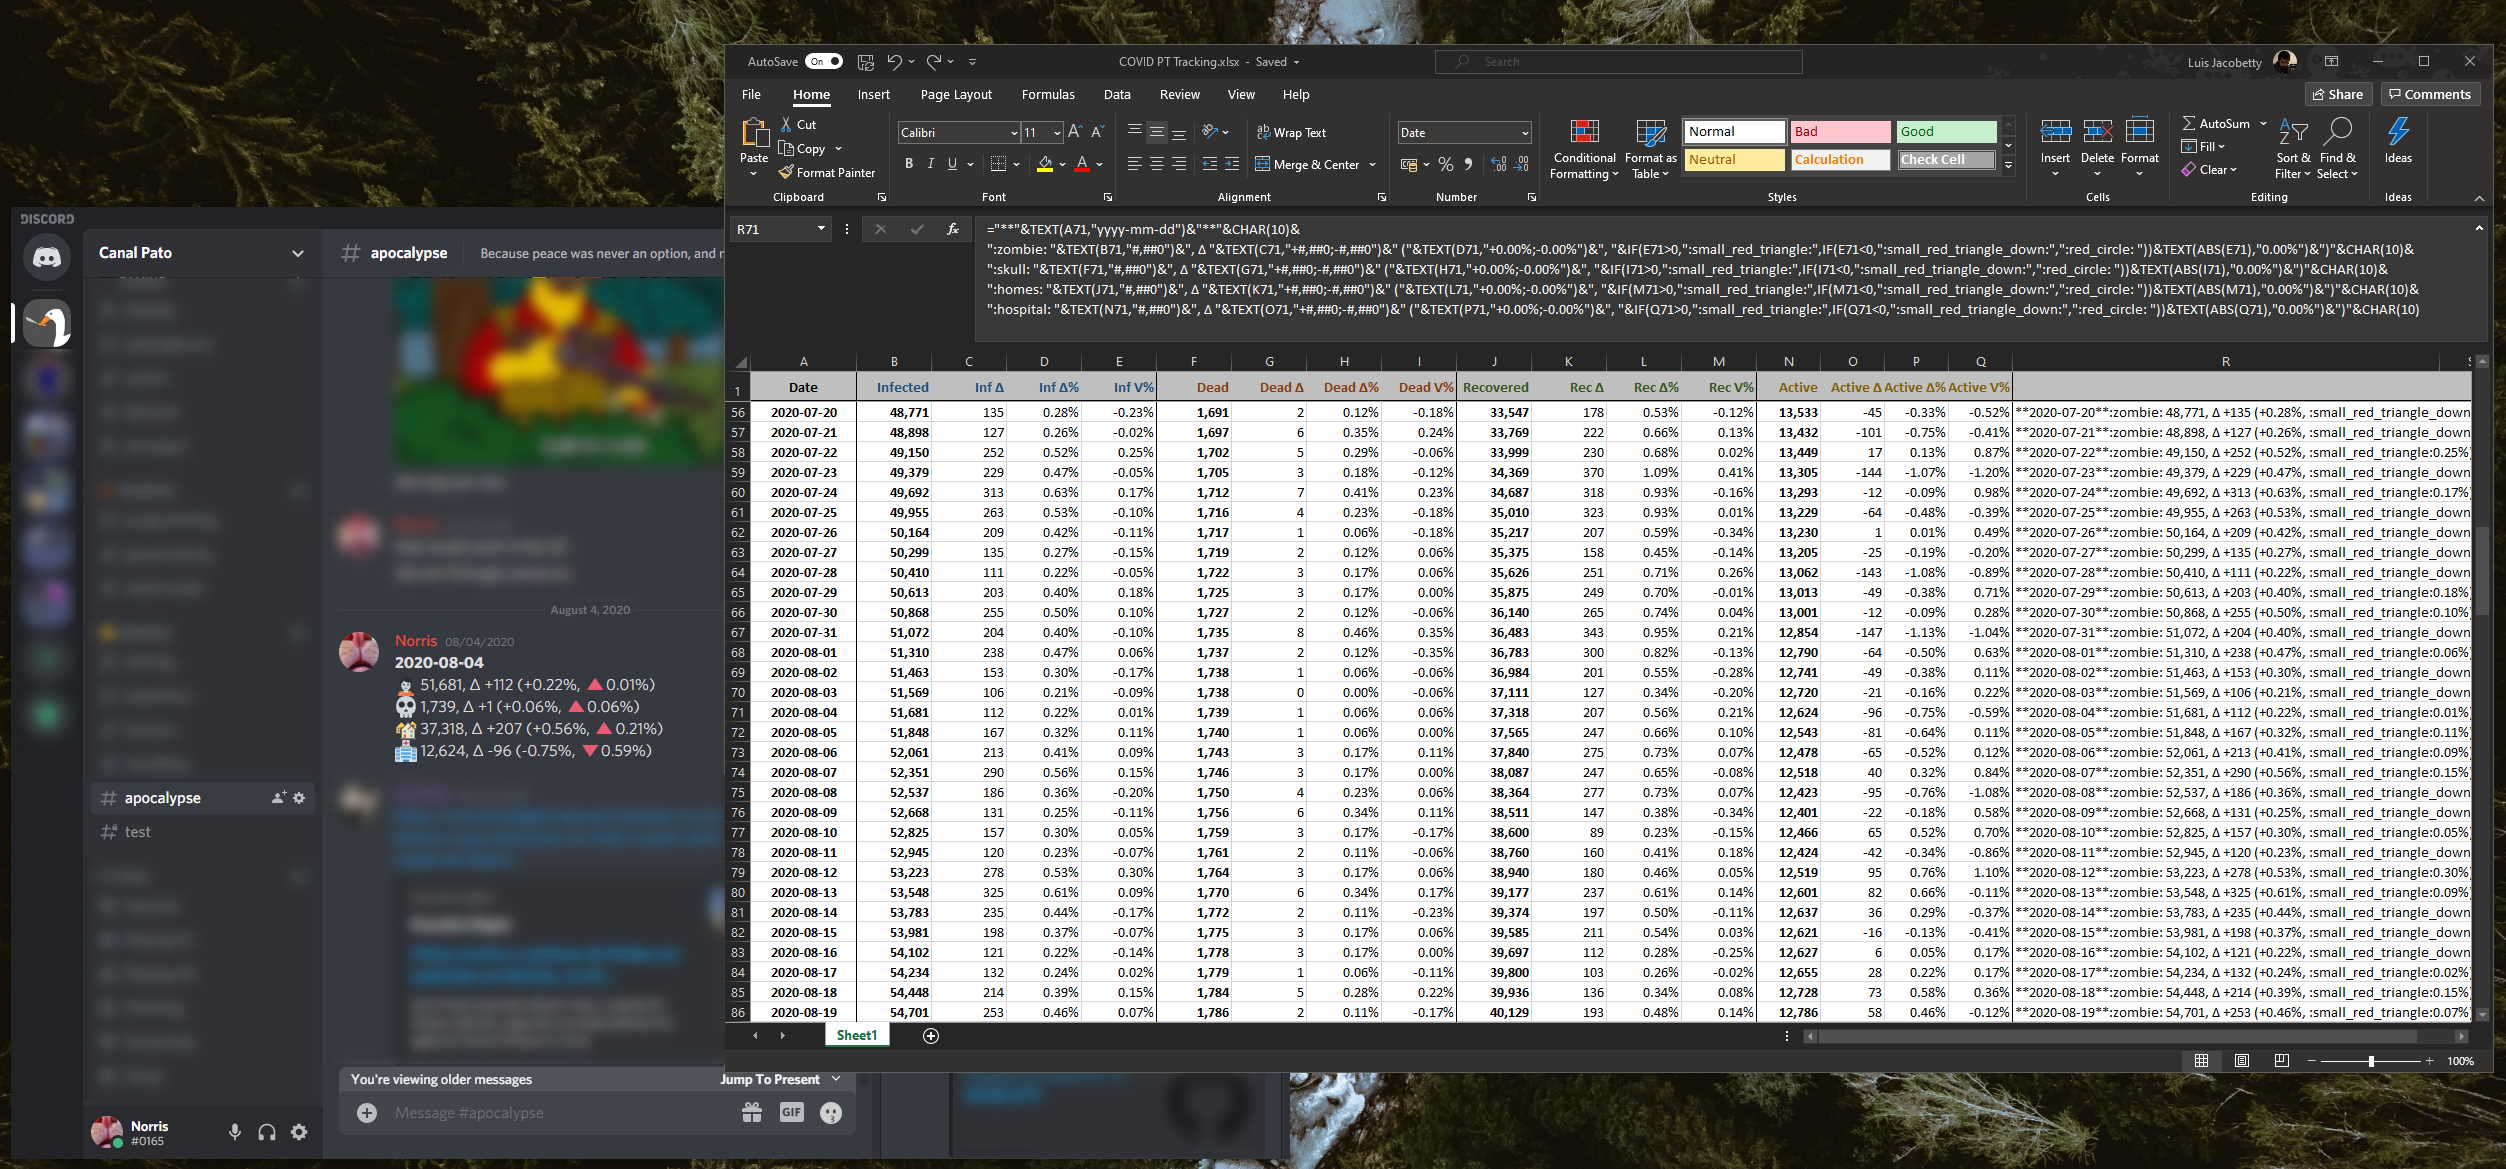 DISCORD
Canal Pato
# apocalypse
Because peace was never an option, and r
August 4, 2020
Norris 08/04/2020
2020-08-04
51,681, Δ +112 (+0.22%, 🔺0.01%)
1,739, Δ +1 (+0.06%, 🔺0.06%)
37,318, Δ +207 (+0.56%, 🔺0.21%)
12,624, Δ -96 (-0.75%, 🔻0.59%)
# apocalypse
# test
You're viewing older messages Jump To Present
Message #apocalypse
GIF
Norris
#0165
AutoSave On
COVID PT Tracking.xlsx - Saved
Search
Luis Jacobetty
File Home Insert Page Layout Formulas Data Review View Help
Share Comments
Paste
Cut
Copy
Format Painter
Clipboard
Calibri 11
B I U
Font
Wrap Text
Merge & Center
Alignment
Date
Number
Conditional Formatting
Format as Table
Normal Bad Good
Neutral Calculation Check Cell
Styles
Insert Delete Format
Cells
AutoSum
Fill
Clear
Sort & Filter
Find & Select
Editing
Ideas
Ideas
R71
fx
="**"&TEXT(A71,"yyyy-mm-dd")&"**"&CHAR(10)&
":zombie: "&TEXT(B71,"#,##0")&", Δ "&TEXT(C71,"+#,##0;-#,##0")&" ("&TEXT(D71,"+0.00%;-0.00%")&", "&IF(E71>0,":small_red_triangle:",IF(E71<0,":small_red_triangle_down:",":red_circle: "))&TEXT(ABS(E71),"0.00%")&")"&CHAR(10)&
":skull: "&TEXT(F71,"#,##0")&", Δ "&TEXT(G71,"+#,##0;-#,##0")&" ("&TEXT(H71,"+0.00%;-0.00%")&", "&IF(I71>0,":small_red_triangle:",IF(I71<0,":small_red_triangle_down:",":red_circle: "))&TEXT(ABS(I71),"0.00%")&")"&CHAR(10)&
":homes: "&TEXT(J71,"#,##0")&", Δ "&TEXT(K71,"+#,##0;-#,##0")&" ("&TEXT(L71,"+0.00%;-0.00%")&", "&IF(M71>0,":small_red_triangle:",IF(M71<0,":small_red_triangle_down:",":red_circle: "))&TEXT(ABS(M71),"0.00%")&")"&CHAR(10)&
":hospital: "&TEXT(N71,"#,##0")&", Δ "&TEXT(O71,"+#,##0;-#,##0")&" ("&TEXT(P71,"+0.00%;-0.00%")&", "&IF(Q71>0,":small_red_triangle:",IF(Q71<0,":small_red_triangle_down:",":red_circle: "))&TEXT(ABS(Q71),"0.00%")&")"&CHAR(10)
A B C D E F G H I J K L M N O P Q R
1 Date Infected Inf Δ Inf Δ% Inf V% Dead Dead Δ Dead Δ% Dead V% Recovered Rec Δ Rec Δ% Rec V% Active Active Δ Active Δ% Active V%
56 2020-07-20 48,771 135 0.28% -0.23% 1,691 2 0.12% -0.18% 33,547 178 0.53% -0.12% 13,533 -45 -0.33% -0.52% **2020-07-20**:zombie: 48,771, Δ +135 (+0.28%, :small_red_triangle_down
57 2020-07-21 48,898 127 0.26% -0.02% 1,697 6 0.35% 0.24% 33,769 222 0.66% 0.13% 13,432 -101 -0.75% -0.41% **2020-07-21**:zombie: 48,898, Δ +127 (+0.26%, :small_red_triangle_down
58 2020-07-22 49,150 252 0.52% 0.25% 1,702 5 0.29% -0.06% 33,999 230 0.68% 0.02% 13,449 17 0.13% 0.87% **2020-07-22**:zombie: 49,150, Δ +252 (+0.52%, :small_red_triangle:0.25%)
59 2020-07-23 49,379 229 0.47% -0.05% 1,705 3 0.18% -0.12% 34,369 370 1.09% 0.41% 13,305 -144 -1.07% -1.20% **2020-07-23**:zombie: 49,379, Δ +229 (+0.47%, :small_red_triangle_down
60 2020-07-24 49,692 313 0.63% 0.17% 1,712 7 0.41% 0.23% 34,687 318 0.93% -0.16% 13,293 -12 -0.09% 0.98% **2020-07-24**:zombie: 49,692, Δ +313 (+0.63%, :small_red_triangle:0.17%)
61 2020-07-25 49,955 263 0.53% -0.10% 1,716 4 0.23% -0.18% 35,010 323 0.93% 0.01% 13,229 -64 -0.48% -0.39% **2020-07-25**:zombie: 49,955, Δ +263 (+0.53%, :small_red_triangle_down
62 2020-07-26 50,164 209 0.42% -0.11% 1,717 1 0.06% -0.18% 35,217 207 0.59% -0.34% 13,230 1 0.01% 0.49% **2020-07-26**:zombie: 50,164, Δ +209 (+0.42%, :small_red_triangle_down
63 2020-07-27 50,299 135 0.27% -0.15% 1,719 2 0.12% 0.06% 35,375 158 0.45% -0.14% 13,205 -25 -0.19% -0.20% **2020-07-27**:zombie: 50,299, Δ +135 (+0.27%, :small_red_triangle_down
64 2020-07-28 50,410 111 0.22% -0.05% 1,722 3 0.17% 0.06% 35,626 251 0.71% 0.26% 13,062 -143 -1.08% -0.89% **2020-07-28**:zombie: 50,410, Δ +111 (+0.22%, :small_red_triangle_down
65 2020-07-29 50,613 203 0.40% 0.18% 1,725 3 0.17% 0.00% 35,875 249 0.70% -0.01% 13,013 -49 -0.38% 0.71% **2020-07-29**:zombie: 50,613, Δ +203 (+0.40%, :small_red_triangle:0.18%)
66 2020-07-30 50,868 255 0.50% 0.10% 1,727 2 0.12% -0.06% 36,140 265 0.74% 0.04% 13,001 -12 -0.09% 0.28% **2020-07-30**:zombie: 50,868, Δ +255 (+0.50%, :small_red_triangle:0.10%)
67 2020-07-31 51,072 204 0.40% -0.10% 1,735 8 0.46% 0.35% 36,483 343 0.95% 0.21% 12,854 -147 -1.13% -1.04% **2020-07-31**:zombie: 51,072, Δ +204 (+0.40%, :small_red_triangle_down
68 2020-08-01 51,310 238 0.47% 0.06% 1,737 2 0.12% -0.35% 36,783 300 0.82% -0.13% 12,790 -64 -0.50% 0.63% **2020-08-01**:zombie: 51,310, Δ +238 (+0.47%, :small_red_triangle:0.06%)
69 2020-08-02 51,463 153 0.30% -0.17% 1,738 1 0.06% -0.06% 36,984 201 0.55% -0.28% 12,741 -49 -0.38% 0.11% **2020-08-02**:zombie: 51,463, Δ +153 (+0.30%, :small_red_triangle_down
70 2020-08-03 51,569 106 0.21% -0.09% 1,738 0 0.00% -0.06% 37,111 127 0.34% -0.20% 12,720 -21 -0.16% 0.22% **2020-08-03**:zombie: 51,569, Δ +106 (+0.21%, :small_red_triangle_down
71 2020-08-04 51,681 112 0.22% 0.01% 1,739 1 0.06% 0.06% 37,318 207 0.56% 0.21% 12,624 -96 -0.75% -0.59% **2020-08-04**:zombie: 51,681, Δ +112 (+0.22%, :small_red_triangle:0.01%)
72 2020-08-05 51,848 167 0.32% 0.11% 1,740 1 0.06% 0.00% 37,565 247 0.66% 0.10% 12,543 -81 -0.64% 0.11% **2020-08-05**:zombie: 51,848, Δ +167 (+0.32%, :small_red_triangle:0.11%)
73 2020-08-06 52,061 213 0.41% 0.09% 1,743 3 0.17% 0.11% 37,840 275 0.73% 0.07% 12,478 -65 -0.52% 0.12% **2020-08-06**:zombie: 52,061, Δ +213 (+0.41%, :small_red_triangle:0.09%)
74 2020-08-07 52,351 290 0.56% 0.15% 1,746 3 0.17% 0.00% 38,087 247 0.65% -0.08% 12,518 40 0.32% 0.84% **2020-08-07**:zombie: 52,351, Δ +290 (+0.56%, :small_red_triangle:0.15%)
75 2020-08-08 52,537 186 0.36% -0.20% 1,750 4 0.23% 0.06% 38,364 277 0.73% 0.07% 12,423 -95 -0.76% -1.08% **2020-08-08**:zombie: 52,537, Δ +186 (+0.36%, :small_red_triangle_down
76 2020-08-09 52,668 131 0.25% -0.11% 1,756 6 0.34% 0.11% 38,511 147 0.38% -0.34% 12,401 -22 -0.18% 0.58% **2020-08-09**:zombie: 52,668, Δ +131 (+0.25%, :small_red_triangle_down
77 2020-08-10 52,825 157 0.30% 0.05% 1,759 3 0.17% -0.17% 38,600 89 0.23% -0.15% 12,466 65 0.52% 0.70% **2020-08-10**:zombie: 52,825, Δ +157 (+0.30%, :small_red_triangle:0.05%)
78 2020-08-11 52,945 120 0.23% -0.07% 1,761 2 0.11% -0.06% 38,760 160 0.41% 0.18% 12,424 -42 -0.34% -0.86% **2020-08-11**:zombie: 52,945, Δ +120 (+0.23%, :small_red_triangle_down
79 2020-08-12 53,223 278 0.53% 0.30% 1,764 3 0.17% 0.06% 38,940 180 0.46% 0.05% 12,519 95 0.76% 1.10% **2020-08-12**:zombie: 53,223, Δ +278 (+0.53%, :small_red_triangle:0.30%)
80 2020-08-13 53,548 325 0.61% 0.09% 1,770 6 0.34% 0.17% 39,177 237 0.61% 0.14% 12,601 82 0.66% -0.11% **2020-08-13**:zombie: 53,548, Δ +325 (+0.61%, :small_red_triangle:0.09%)
81 2020-08-14 53,783 235 0.44% -0.17% 1,772 2 0.11% -0.23% 39,374 197 0.50% -0.11% 12,637 36 0.29% -0.37% **2020-08-14**:zombie: 53,783, Δ +235 (+0.44%, :small_red_triangle_down
82 2020-08-15 53,981 198 0.37% -0.07% 1,775 3 0.17% 0.06% 39,585 211 0.54% 0.03% 12,621 -16 -0.13% -0.41% **2020-08-15**:zombie: 53,981, Δ +198 (+0.37%, :small_red_triangle_down
83 2020-08-16 54,102 121 0.22% -0.14% 1,778 3 0.17% 0.00% 39,697 112 0.28% -0.25% 12,627 6 0.05% 0.17% **2020-08-16**:zombie: 54,102, Δ +121 (+0.22%, :small_red_triangle_down
84 2020-08-17 54,234 132 0.24% 0.02% 1,779 1 0.06% -0.11% 39,800 103 0.26% -0.02% 12,655 28 0.22% 0.17% **2020-08-17**:zombie: 54,234, Δ +132 (+0.24%, :small_red_triangle:0.02%)
85 2020-08-18 54,448 214 0.39% 0.15% 1,784 5 0.28% 0.22% 39,936 136 0.34% 0.08% 12,728 73 0.58% 0.36% **2020-08-18**:zombie: 54,448, Δ +214 (+0.39%, :small_red_triangle:0.15%)
86 2020-08-19 54,701 253 0.46% 0.07% 1,786 2 0.11% -0.17% 40,129 193 0.48% 0.14% 12,786 58 0.46% -0.12% **2020-08-19**:zombie: 54,701, Δ +253 (+0.46%, :small_red_triangle:0.07%)
Sheet1
100%